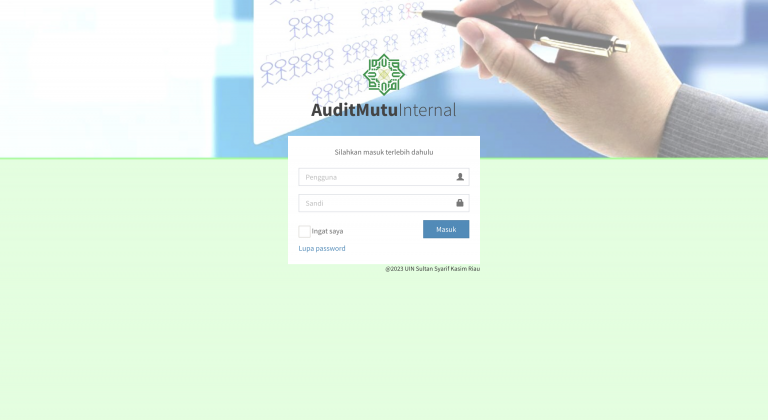 AuditMutuInternal
Silahkan masuk terlebih dahulu
Pengguna
Sandi
Ingat saya
Masuk
Lupa password
@2023 UIN Sultan Syarif Kasim Riau